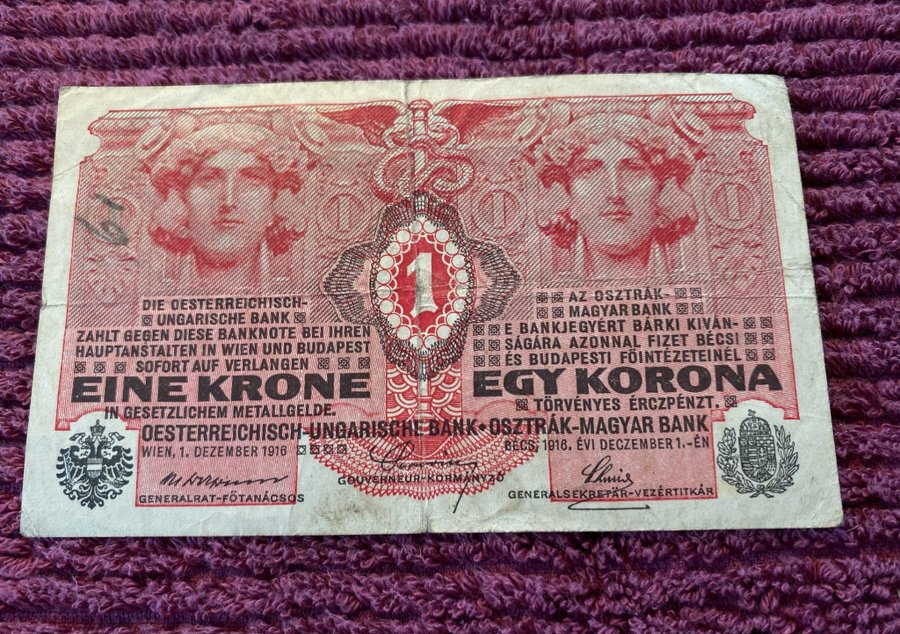 61
1
1
1
DIE OESTERREICHISCH-
UNGARISCHE BANK
ZAHLT GEGEN DIESE BANKNOTE BEI IHREN
HAUPTANSTALTEN IN WIEN UND BUDAPEST
SOFORT AUF VERLANGEN
EINE KRONE
IN GESETZLICHEM METALLGELDE.
AZ OSZTRÁK-
MAGYAR BANK
E BANKJEGYÉRT BÁRKI KIVÁN-
SÁGÁRA AZONNAL FIZET BÉCSI
ÉS BUDAPESTI FŐINTÉZETEINÉL
EGY KORONA
TÖRVÉNYES ÉRCZPÉNZT.
OESTERREICHISCH-UNGARISCHE BANK•OSZTRÁK-MAGYAR BANK
WIEN, 1. DEZEMBER 1916
BÉCS, 1916. ÉVI DECZEMBER 1.-ÉN
GENERALRAT-FŐTANÁCSOS
GOUVERNEUR-KORMÁNYZÓ
GENERALSEKRETÄR-VEZÉRTITKÁR